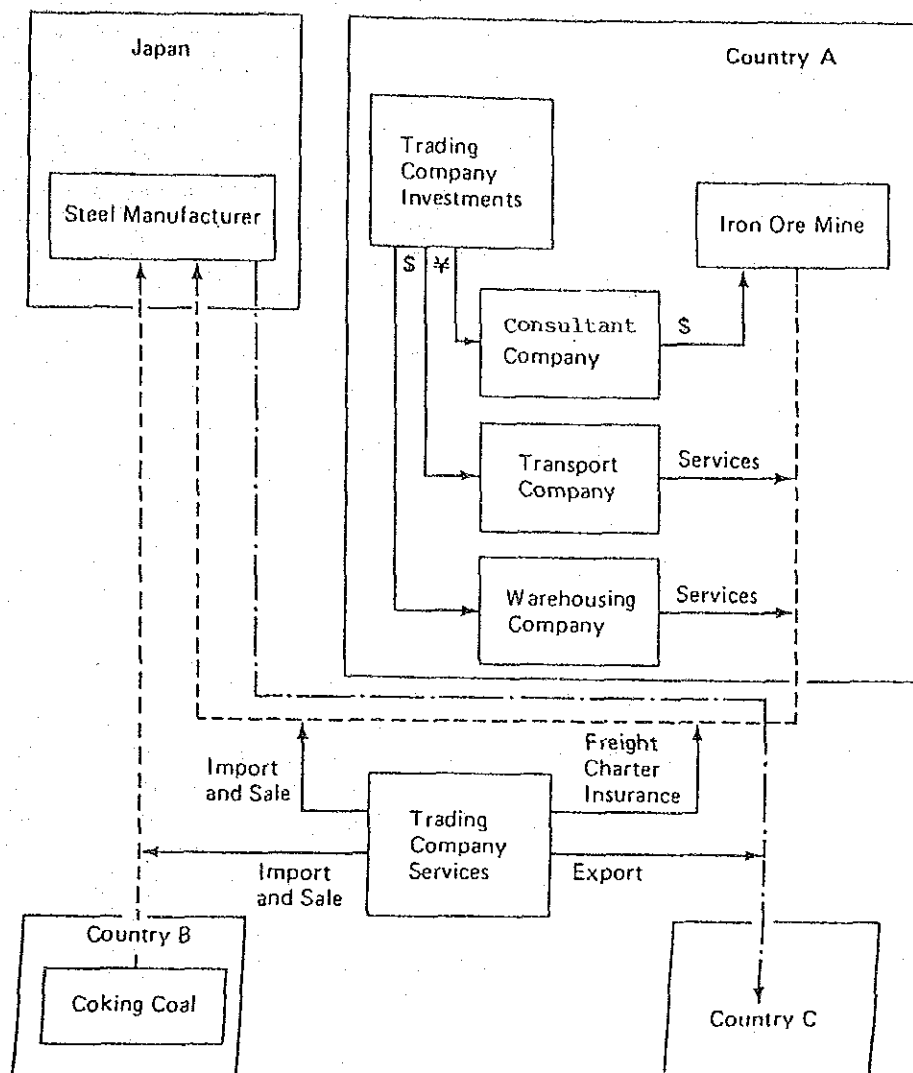 Japan
Country A
Trading
Company
Investments
Steel Manufacturer
Iron Ore Mine
$ ¥
Consultant
Company
$
Transport
Company
Services
Warehousing
Company
Services
Import
and Sale
Freight
Charter
Insurance
Trading
Company
Services
Import
and Sale
Export
Country B
Coking Coal
Country C